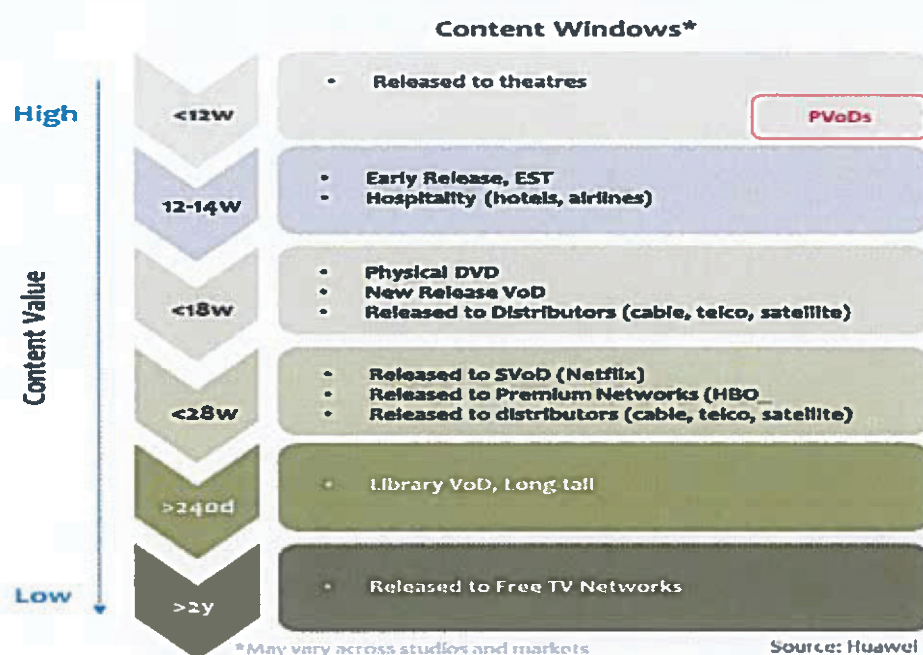 Content Windows*
High
Content Value
Low
<12w
• Released to theatres
PVoDs
12-14w
• Early Release, EST
• Hospitality (hotels, airlines)
<18w
• Physical DVD
• New Release VoD
• Released to Distributors (cable, telco, satellite)
<28w
• Released to SVoD (Netflix)
• Released to Premium Networks (HBO_
• Released to distributors (cable, telco, satellite)
>240d
• Library VoD, Long tail
>2y
• Released to Free TV Networks
*May vary across studios and markets
Source: Huawei